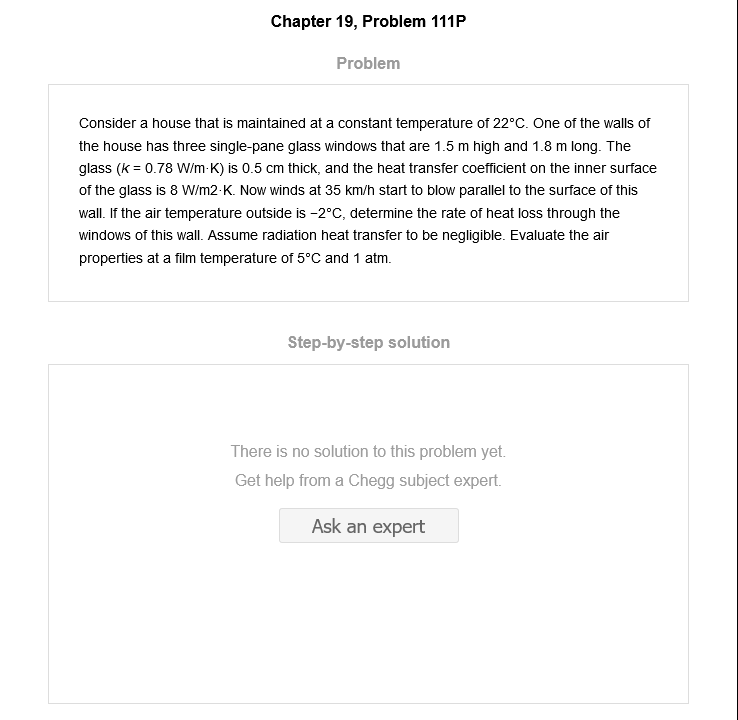 Chapter 19, Problem 111P
Problem
Consider a house that is maintained at a constant temperature of 22°C. One of the walls of
the house has three single-pane glass windows that are 1.5 m high and 1.8 m long. The
glass (k = 0.78 W/m·K) is 0.5 cm thick, and the heat transfer coefficient on the inner surface
of the glass is 8 W/m2·K. Now winds at 35 km/h start to blow parallel to the surface of this
wall. If the air temperature outside is −2°C, determine the rate of heat loss through the
windows of this wall. Assume radiation heat transfer to be negligible. Evaluate the air
properties at a film temperature of 5°C and 1 atm.
Step-by-step solution
There is no solution to this problem yet.
Get help from a Chegg subject expert.
Ask an expert